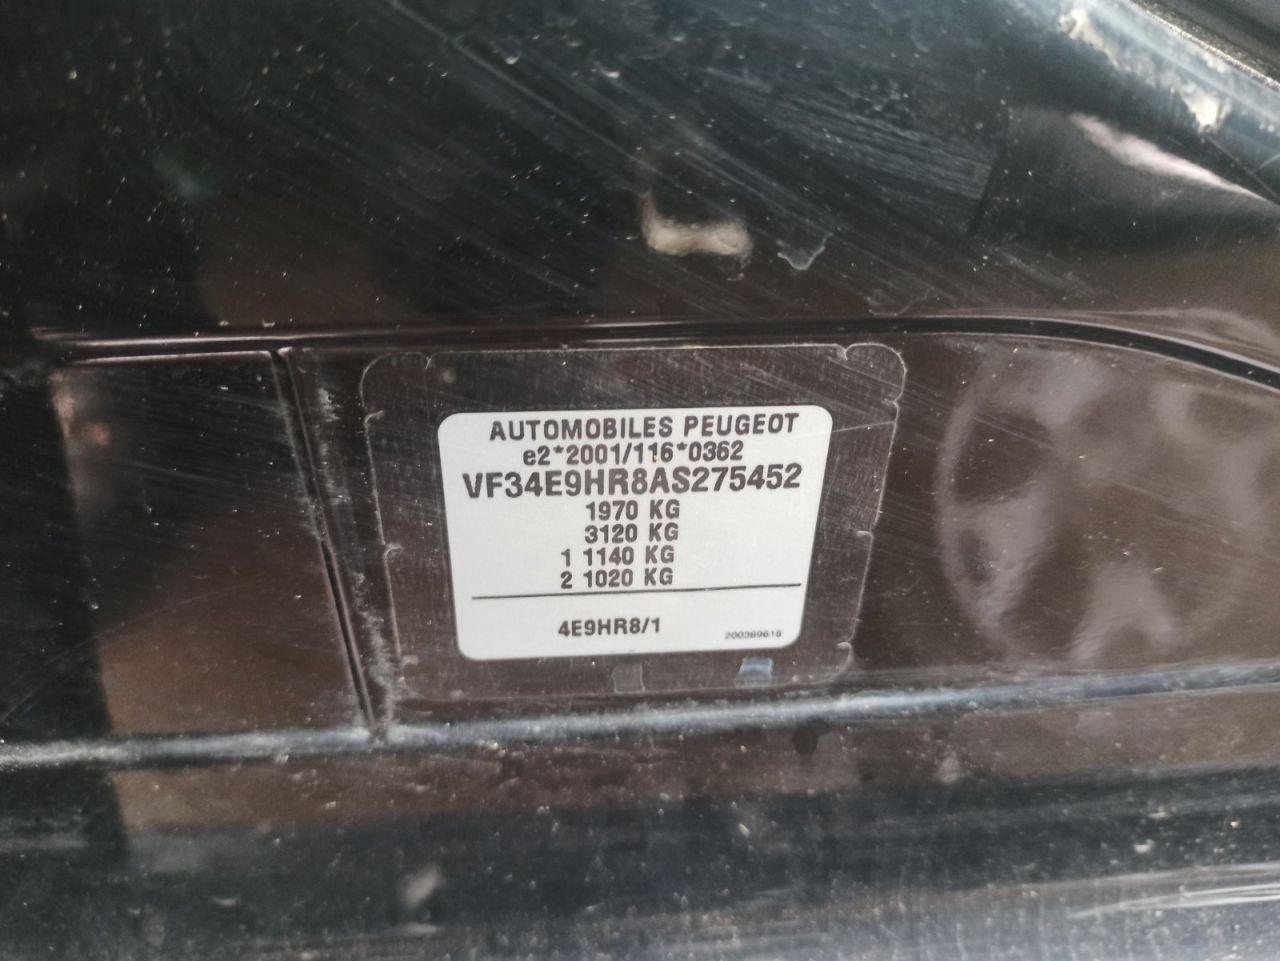 AUTOMOBILES PEUGEOT
e2*2001/116*0362
VF34E9HR8AS275452
1970 KG
3120 KG
1 1140 KG
2 1020 KG
4E9HR8/1
200369618